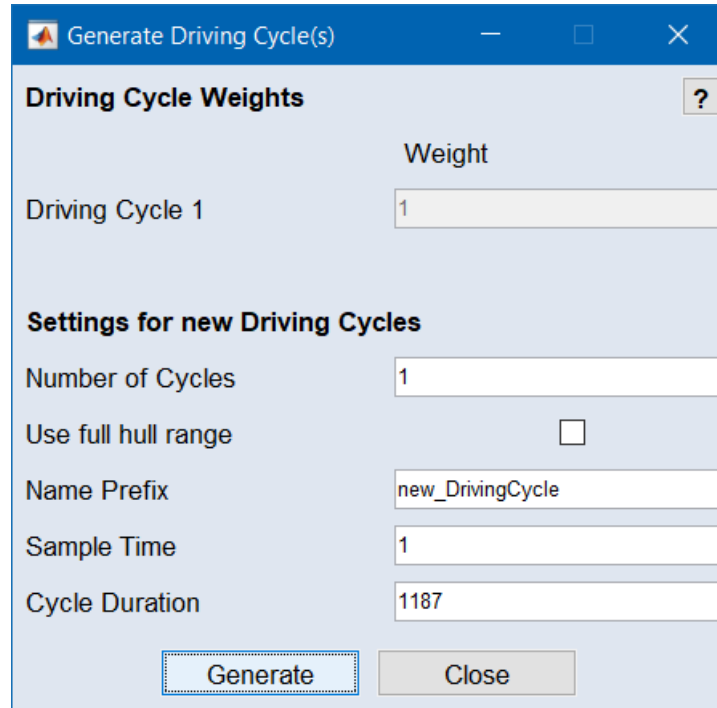 Generate Driving Cycle(s)
Driving Cycle Weights ?
Weight
Driving Cycle 1 1
Settings for new Driving Cycles
Number of Cycles 1
Use full hull range
Name Prefix new_DrivingCycle
Sample Time 1
Cycle Duration 1187
Generate Close